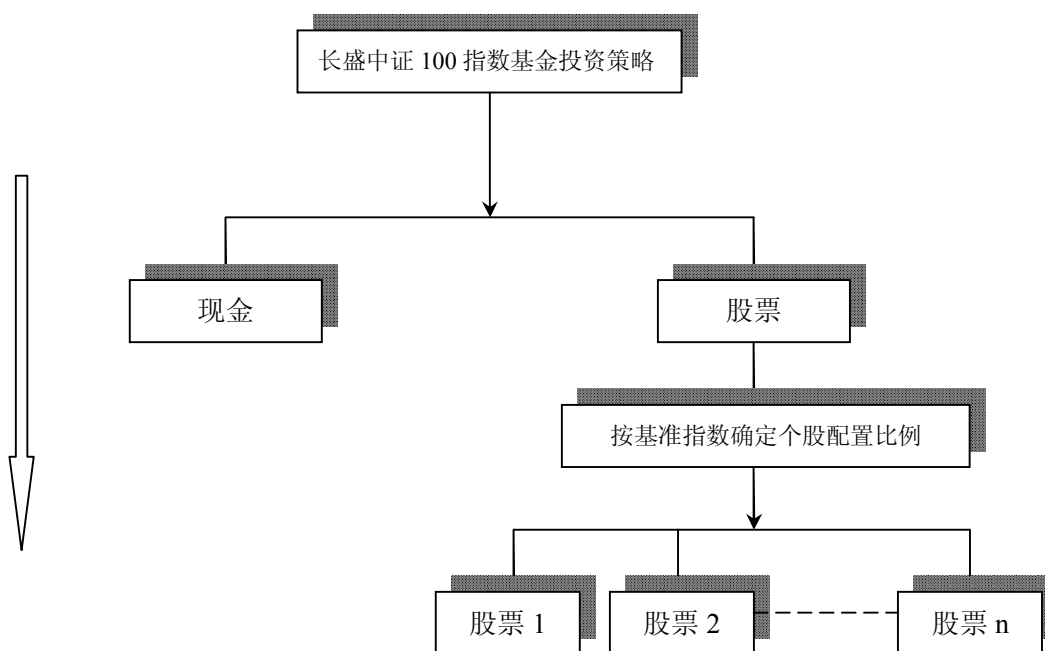 长盛中证 100 指数基金投资策略
现金
股票
按基准指数确定个股配置比例
股票 1
股票 2
股票 n